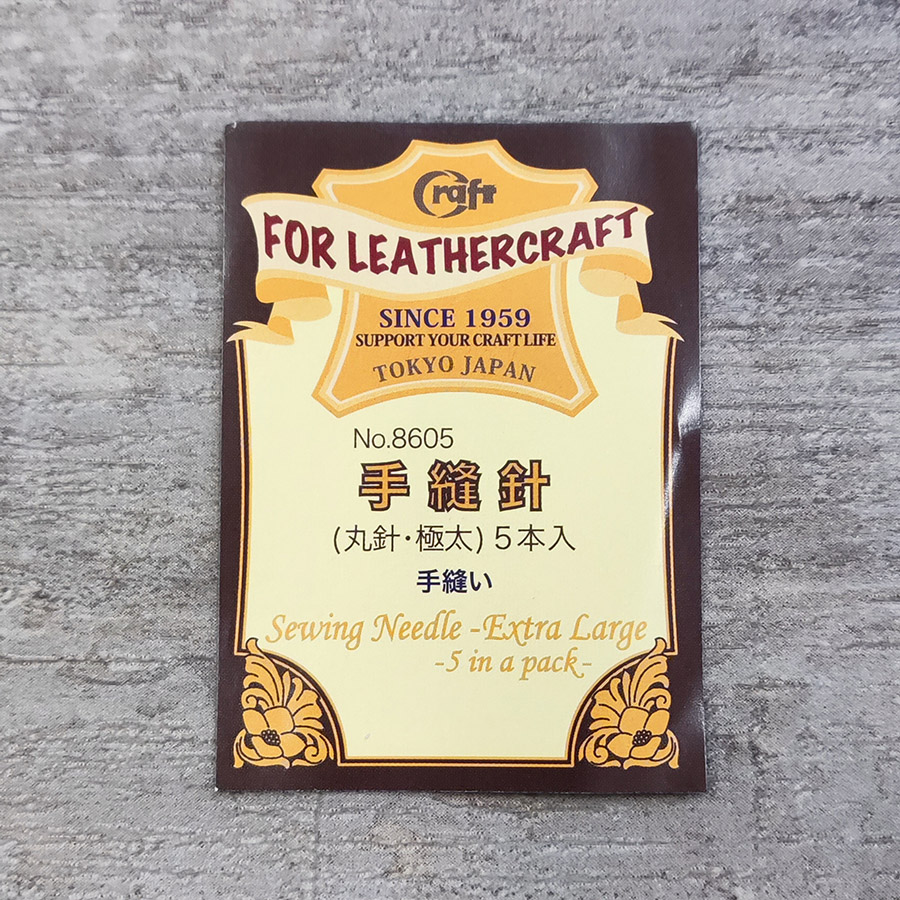 Craft
FOR LEATHERCRAFT
SINCE 1959
SUPPORT YOUR CRAFT LIFE
TOKYO JAPAN
No.8605
手縫針
(丸針・極太) 5本入
手縫い
Sewing Needle -Extra Large
-5 in a pack-